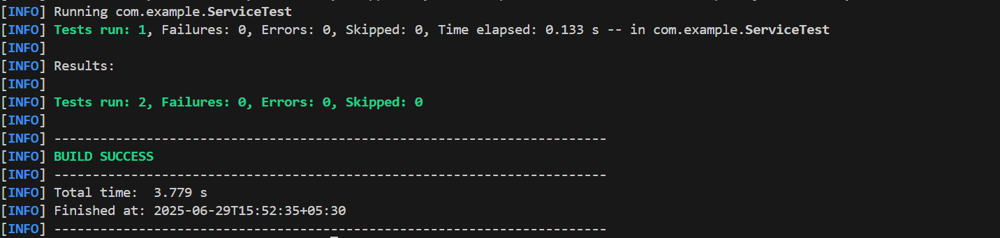 [INFO] Running com.example.ServiceTest
[INFO] Tests run: 1, Failures: 0, Errors: 0, Skipped: 0, Time elapsed: 0.133 s -- in com.example.ServiceTest
[INFO]
[INFO] Results:
[INFO]
[INFO] Tests run: 2, Failures: 0, Errors: 0, Skipped: 0
[INFO]
[INFO] ------------------------------------------------------------------------
[INFO] BUILD SUCCESS
[INFO] ------------------------------------------------------------------------
[INFO] Total time:  3.779 s
[INFO] Finished at: 2025-06-29T15:52:35+05:30
[INFO] ------------------------------------------------------------------------